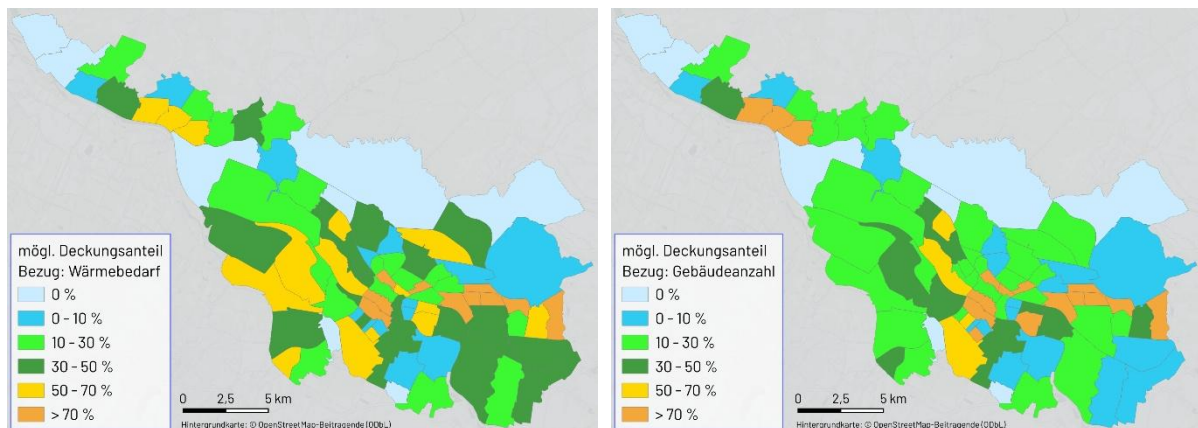 mögl. Deckungsanteil
Bezug: Wärmebedarf
0 %
0 - 10 %
10 - 30 %
30 - 50 %
50 - 70 %
>70 %
0 2,5 5 km
Hintergrundkarte: © OpenStreetMap-Beitragende (ODbL)
mögl. Deckungsanteil
Bezug: Gebäudeanzahl
0 %
0 - 10 %
10 - 30 %
30 - 50 %
50 - 70 %
>70 %
0 2,5 5 km
Hintergrundkarte: © OpenStreetMap-Beitragende (ODbL)